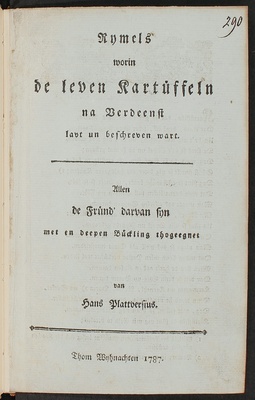 290
Rymels
worin
de leven Kartüffeln
na Verdeenst
lavt un beschreven wart.
Allen
de Fründ' darvan syn
met en deepen Bückling thogeegnet
van
Hans Plattversius.
Thom Wyhnachten 1787.